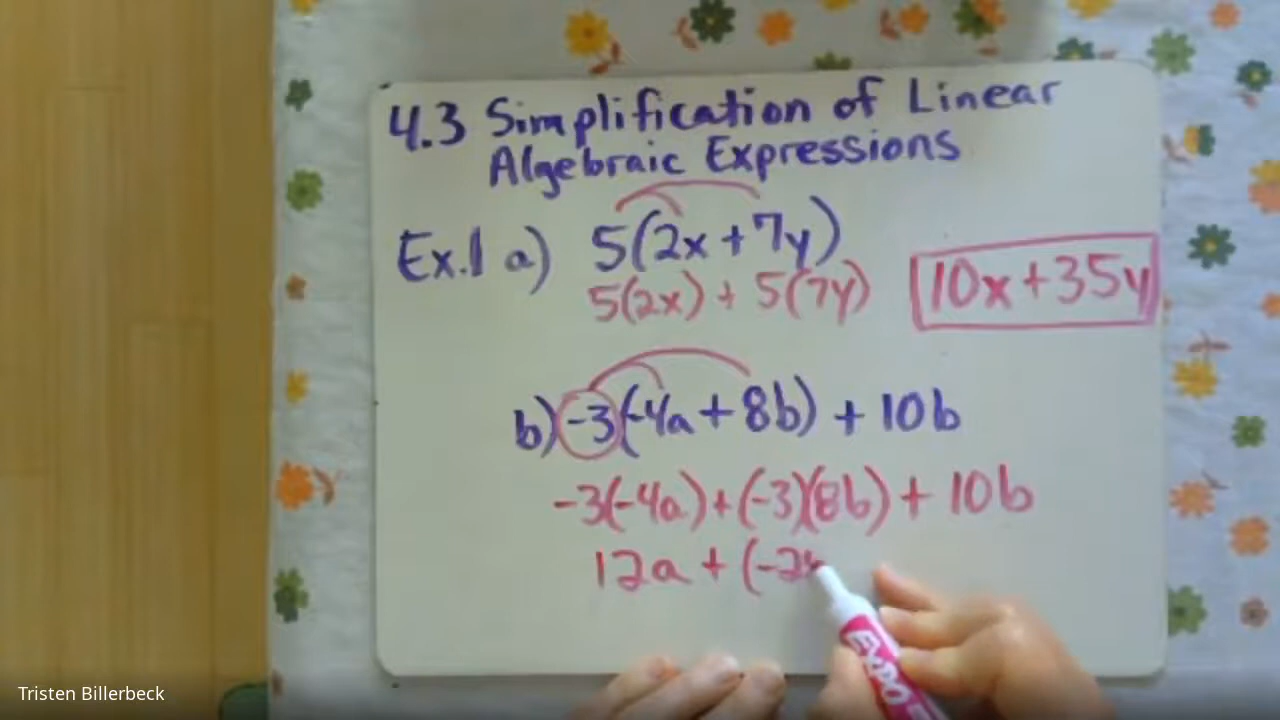 4.3 Simplification of Linear
Algebraic Expressions
Ex.1 a) 5(2x + 7y)
5(2x) + 5(7y) 10x + 35y
b) -3(-4a + 8b) + 10b
-3(-4a) + (-3)(8b) + 10b
12a + (-24
EXPO
Tristen Billerbeck